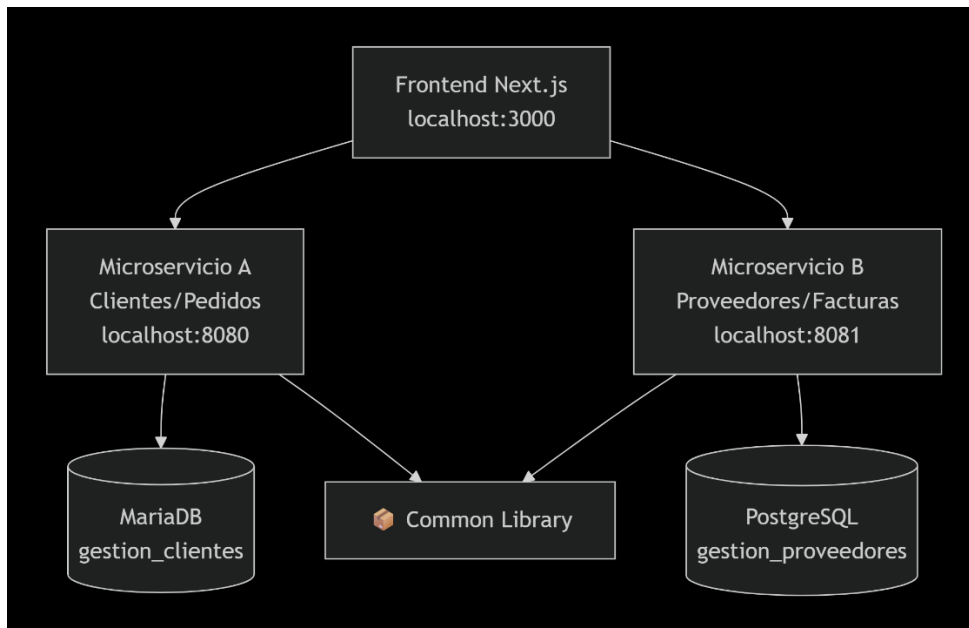 Frontend Next.js
localhost:3000
Microservicio A
Clientes/Pedidos
localhost:8080
Microservicio B
Proveedores/Facturas
localhost:8081
MariaDB
gestion_clientes
📦 Common Library
PostgreSQL
gestion_proveedores